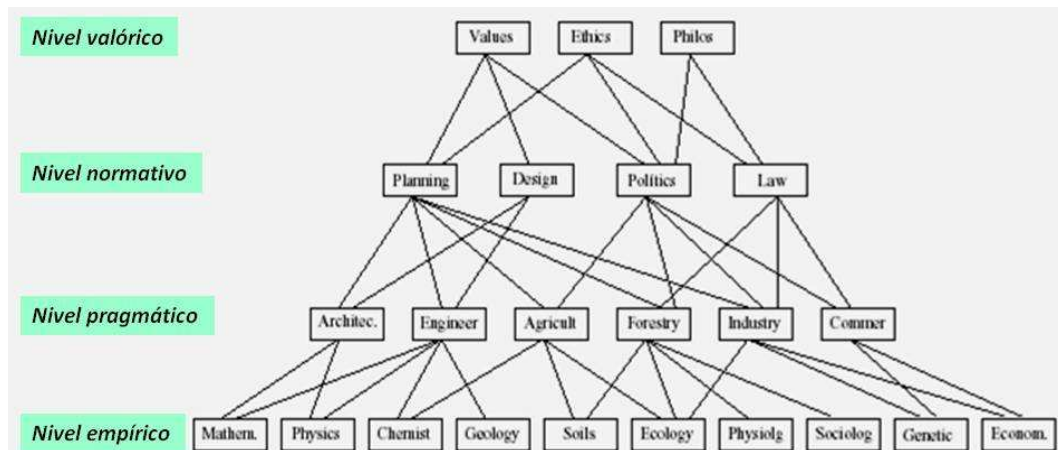 Nivel valórico
Values Ethics Philos
Nivel normativo
Planning Design Polítics Law
Nivel pragmático
Architec. Engineer Agricult Forestry Industry Commer
Nivel empírico
Mathem. Physics Chemist Geology Soils Ecology Physiolg Sociolog Genetic Econom.